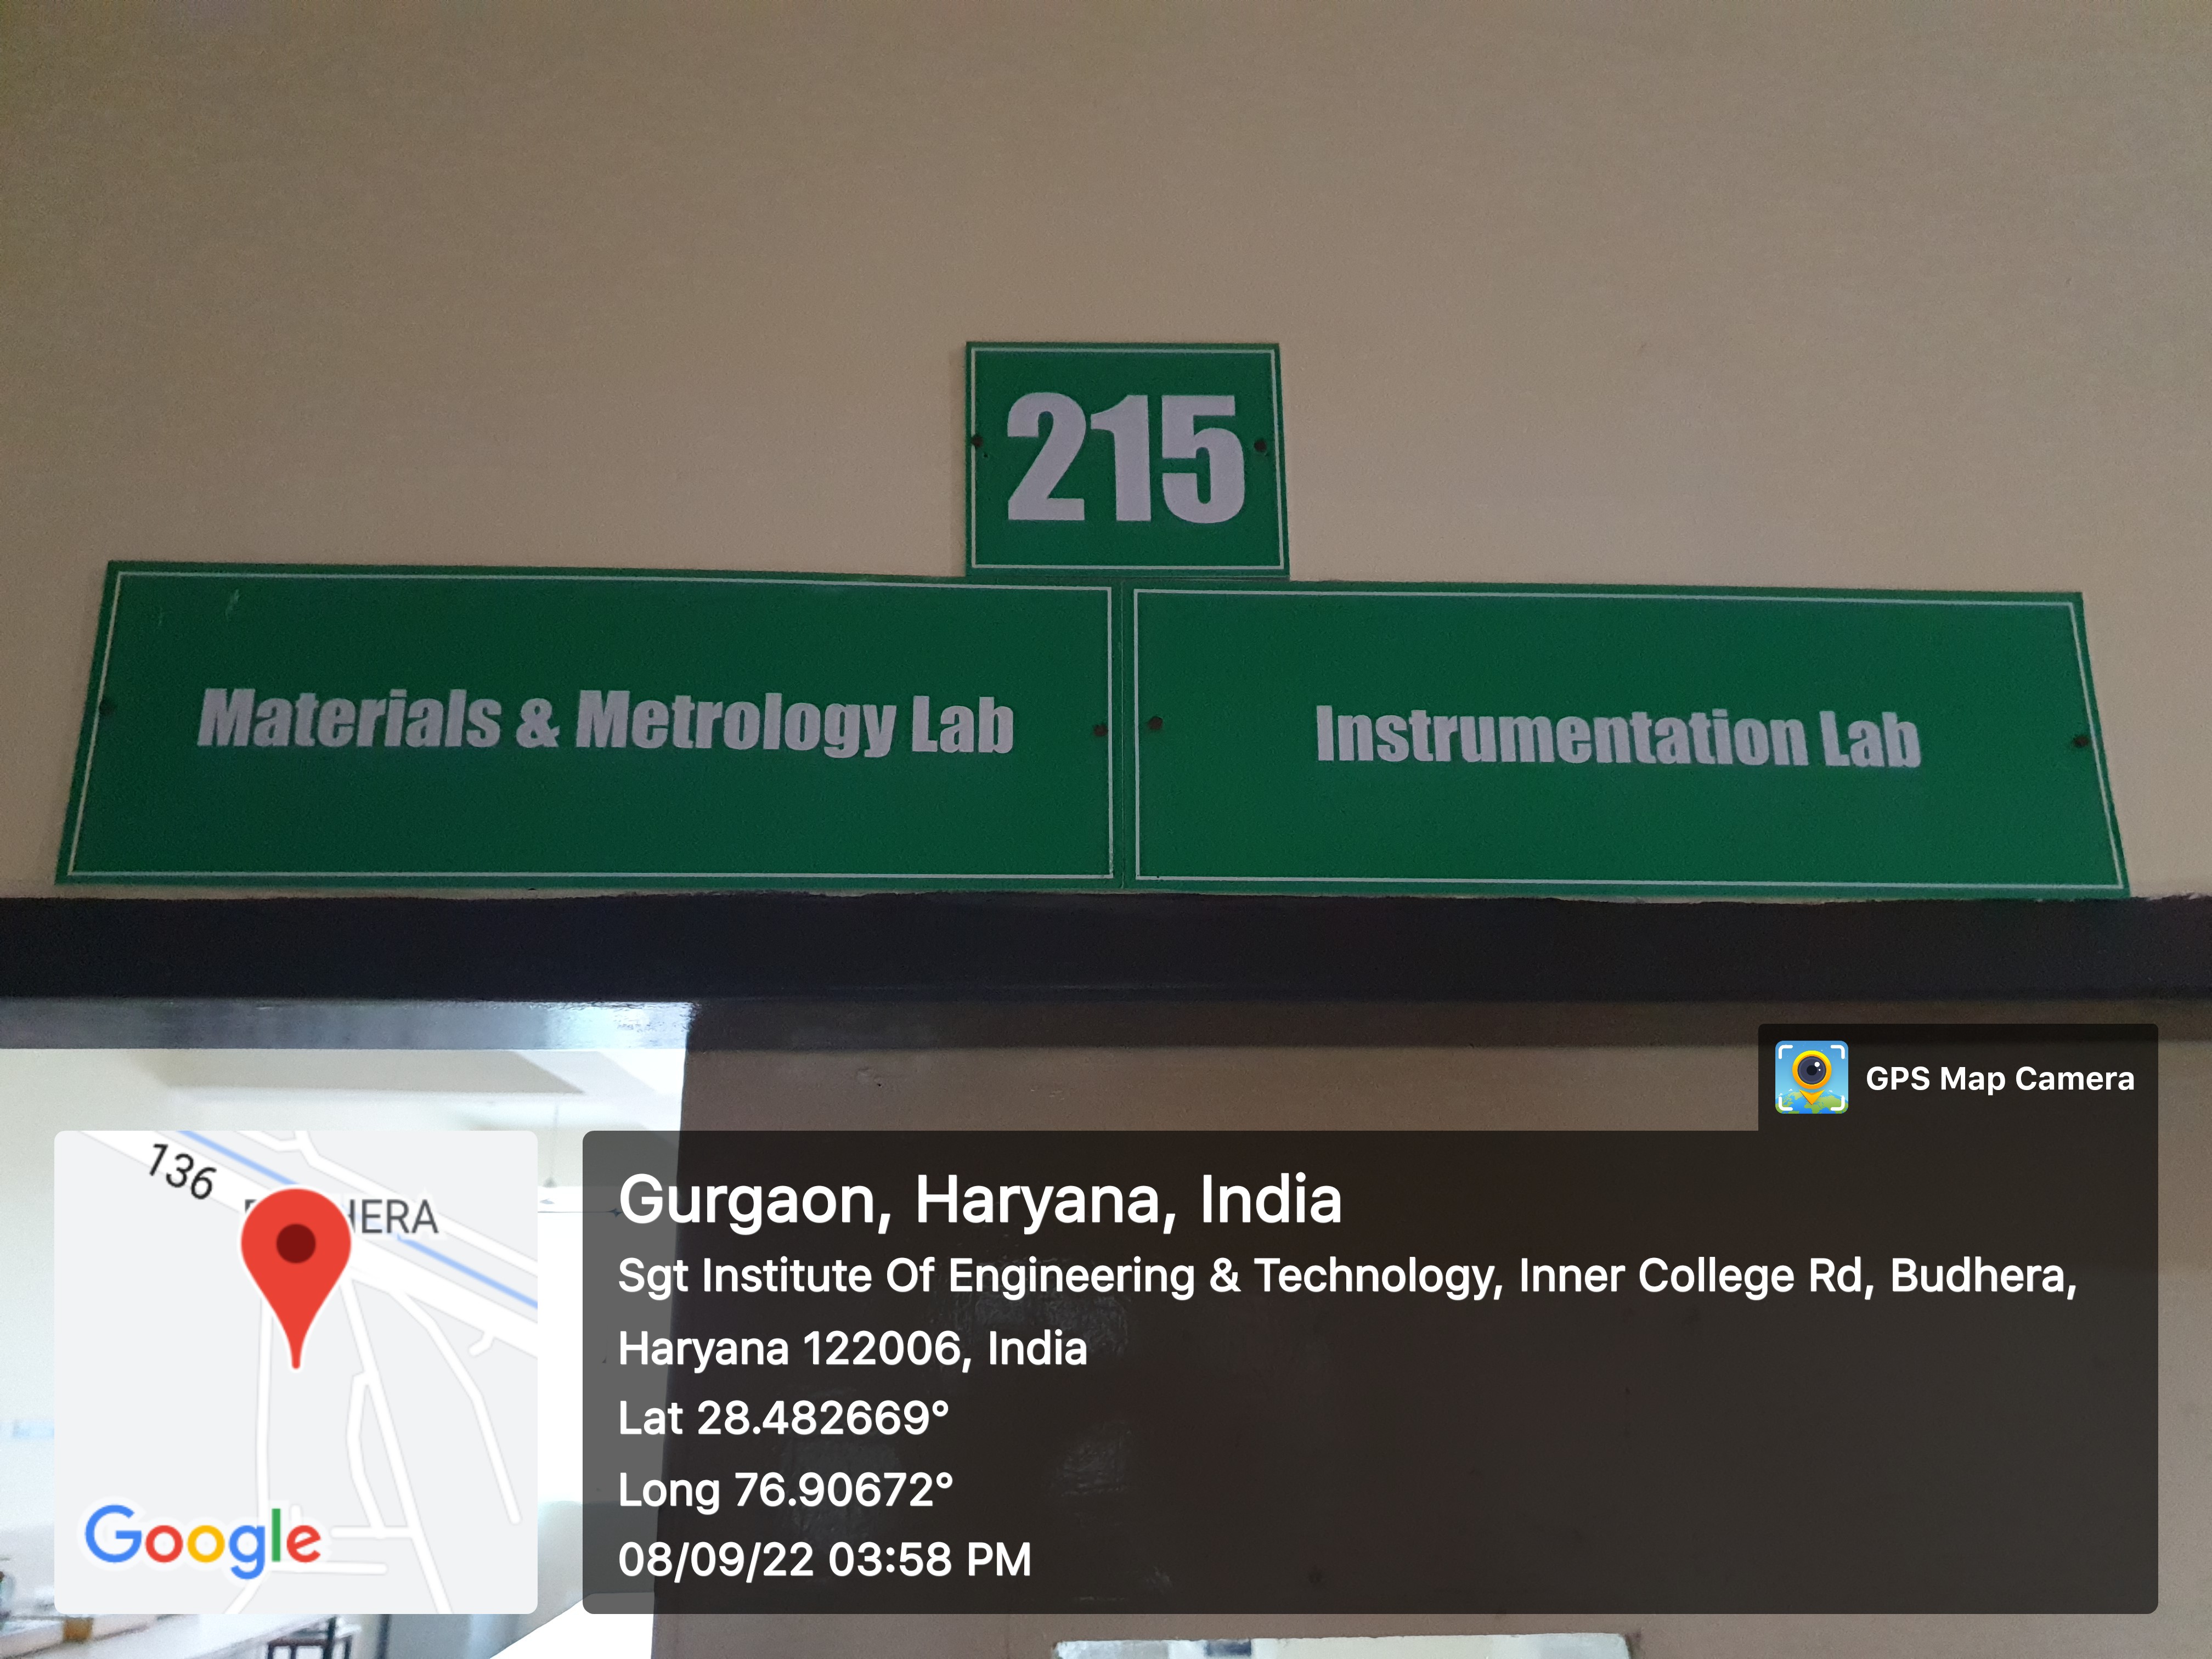 215
Materials & Metrology Lab
Instrumentation Lab
GPS Map Camera
136
Google
Gurgaon, Haryana, India
Sgt Institute Of Engineering & Technology, Inner College Rd, Budhera,
Haryana 122006, India
Lat 28.482669°
Long 76.90672°
08/09/22 03:58 PM